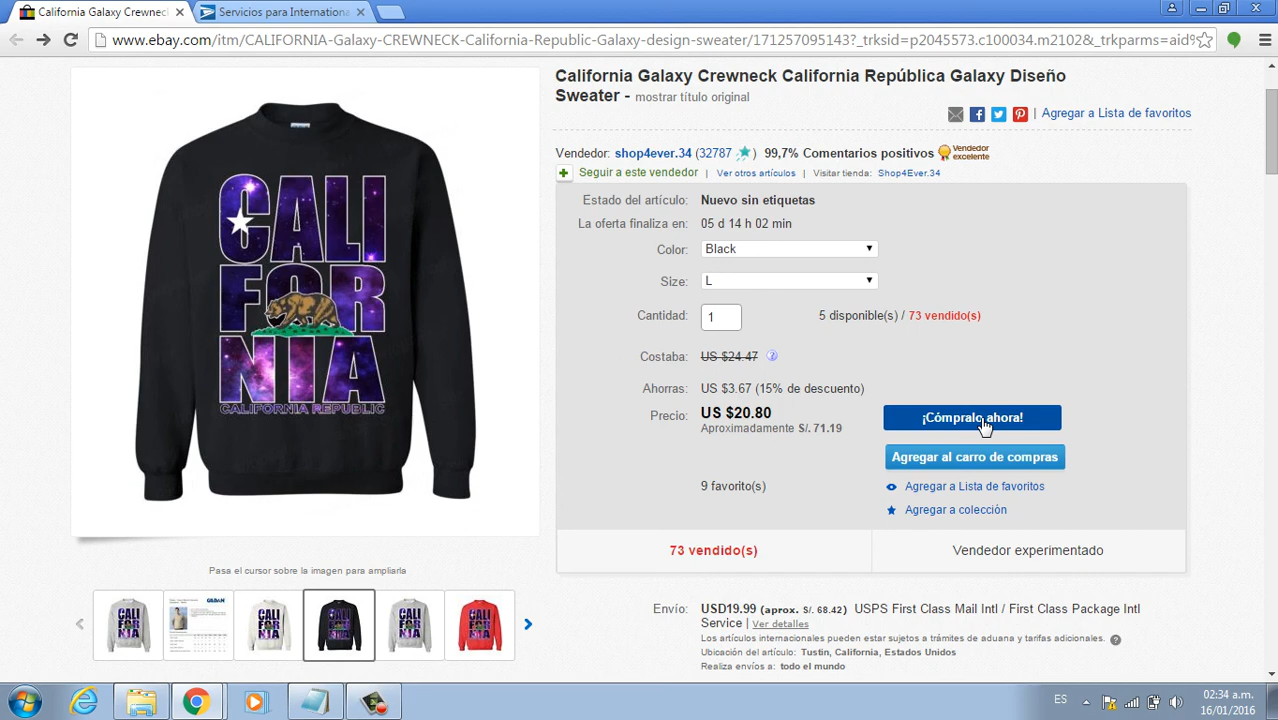 California Galaxy Crewneck
Servicios para Internationa
www.ebay.com/itm/CALIFORNIA-Galaxy-CREWNECK-California-Republic-Galaxy-design-sweater/171257095143?_trksid=p2045573.c100034.m2102&_trkparms=aid%
California Galaxy Crewneck California República Galaxy Diseño
Sweater - mostrar título original
| Agregar a Lista de favoritos
Vendedor: shop4ever.34 (32787 ) 99,7% Comentarios positivos Vendedor excelente
Seguir a este vendedor | Ver otros artículos | Visitar tienda: Shop4Ever.34
Estado del artículo: Nuevo sin etiquetas
La oferta finaliza en: 05 d 14 h 02 min
Color: Black
Size: L
Cantidad: 1 5 disponible(s) / 73 vendido(s)
Costaba: US $24.47
Ahorras: US $3.67 (15% de descuento)
Precio: US $20.80 ¡Cómpralo ahora!
Aproximadamente S/. 71.19
Agregar al carro de compras
9 favorito(s) Agregar a Lista de favoritos
Agregar a colección
73 vendido(s) Vendedor experimentado
Envío: USD19.99 (aprox. S/. 68.42) USPS First Class Mail Intl / First Class Package Intl
Service | Ver detalles
Los artículos internacionales pueden estar sujetos a trámites de aduana y tarifas adicionales.
Ubicación del artículo: Tustin, California, Estados Unidos
Realiza envíos a: todo el mundo
CALI
FOR
NIA
CALIFORNIA REPUBLIC
Pasa el cursor sobre la imagen para ampliarla
ES
02:34 a.m.
16/01/2016